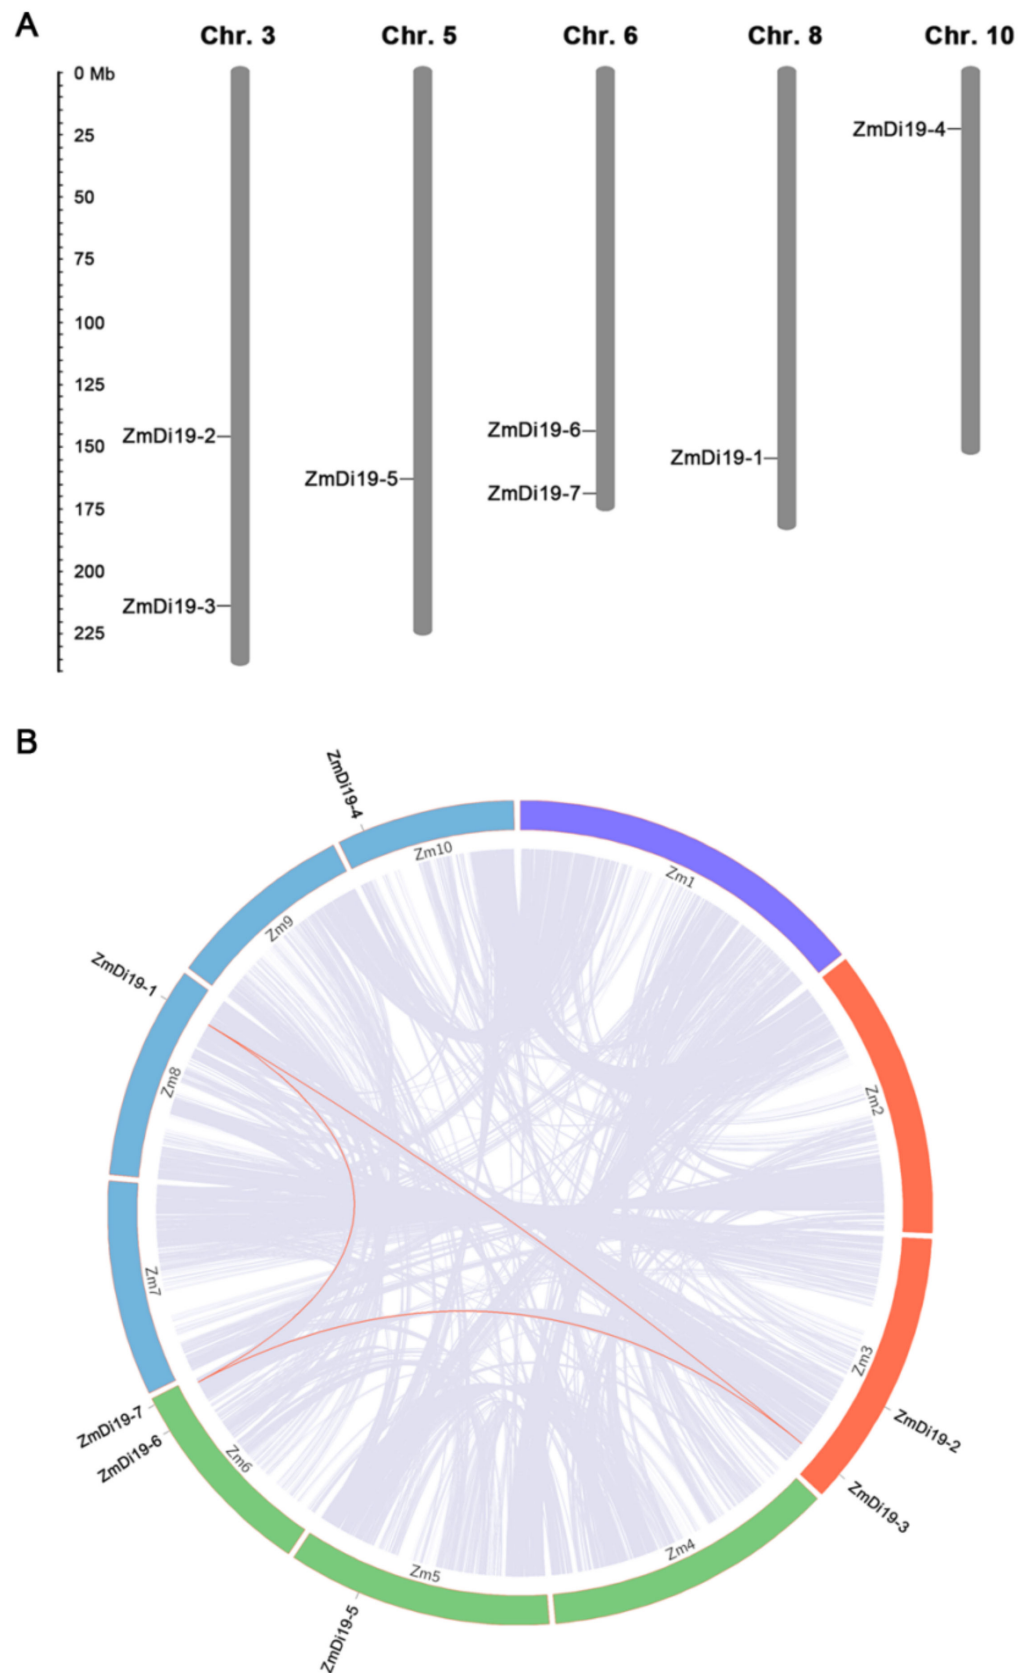 A
Chr. 3 Chr. 5 Chr. 6 Chr. 8 Chr. 10
0 Mb
25
ZmDi19-4
50
75
100
125
ZmDi19-2
ZmDi19-6
150
ZmDi19-1
ZmDi19-5
ZmDi19-7
175
200
ZmDi19-3
225
B
ZmDi19-4
Zm10
Zm1
Zm9
ZmDi19-1
Zm8
Zm2
Zm7
Zm3
ZmDi19-7
ZmDi19-2
ZmDi19-6
Zm6
ZmDi19-3
Zm4
Zm5
ZmDi19-5